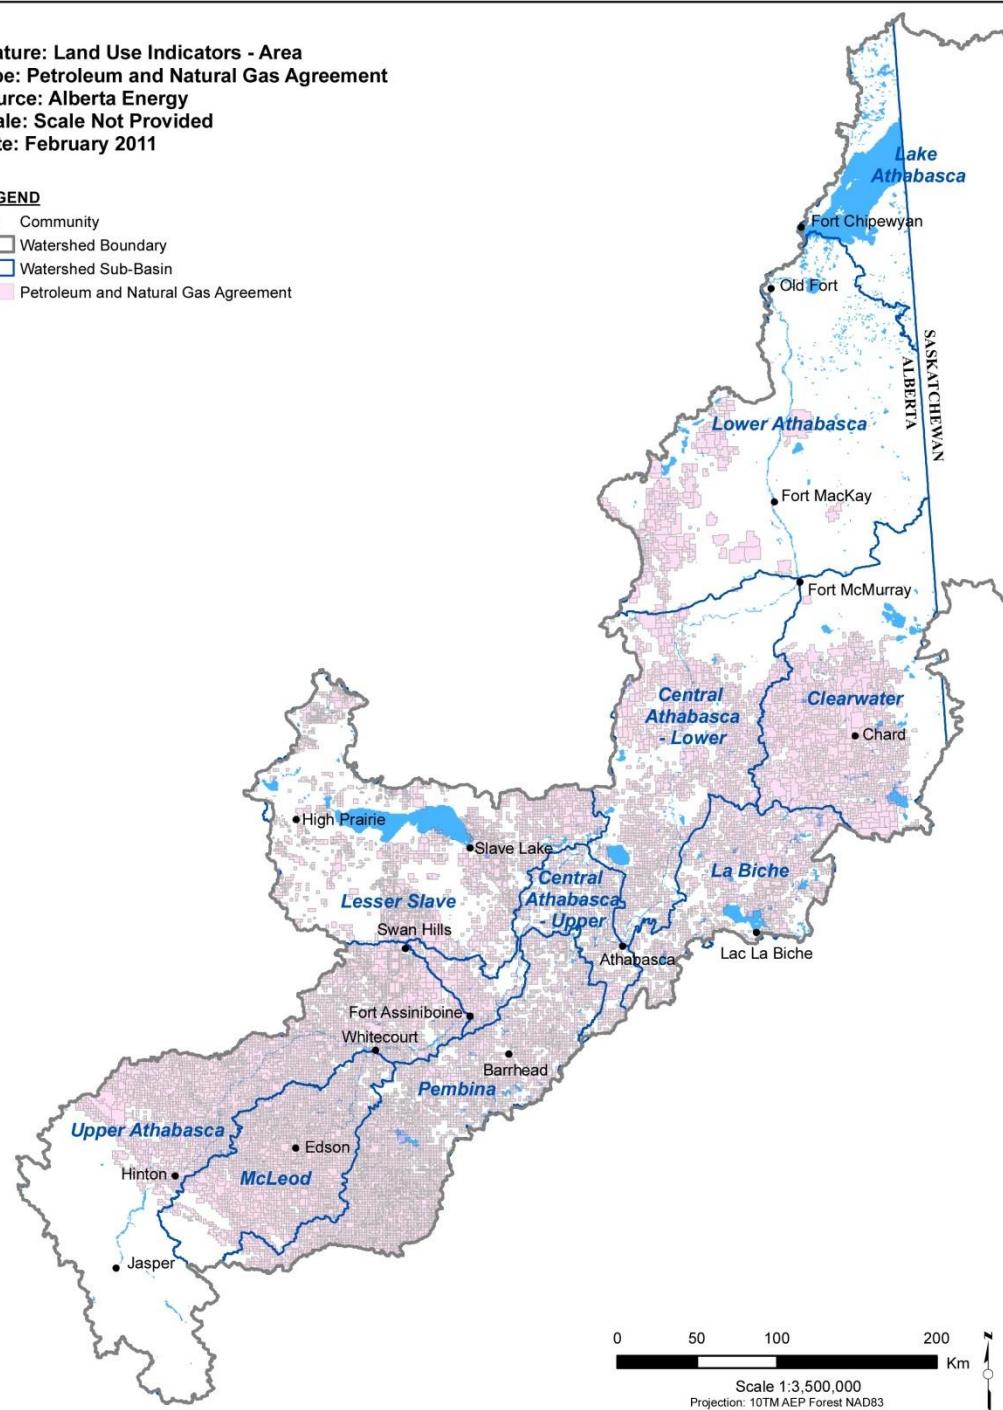 ature: Land Use Indicators - Area
pe: Petroleum and Natural Gas Agreement
urce: Alberta Energy
ale: Scale Not Provided
te: February 2011
GEND
Community
Watershed Boundary
Watershed Sub-Basin
Petroleum and Natural Gas Agreement
Lake
Athabasca
Fort Chipewyan
Old Fort
SASKATCHEWAN
ALBERTA
Lower Athabasca
Fort MacKay
Fort McMurray
Central
Athabasca
- Lower
Clearwater
Chard
High Prairie
Slave Lake
La Biche
Central
Athabasca
- Upper
Lesser Slave
Swan Hills
Athabasca
Lac La Biche
Fort Assiniboine
Whitecourt
Barrhead
Pembina
Upper Athabasca
Edson
Hinton
McLeod
Jasper
0 50 100 200
Km
Scale 1:3,500,000
Projection: 10TM AEP Forest NAD83